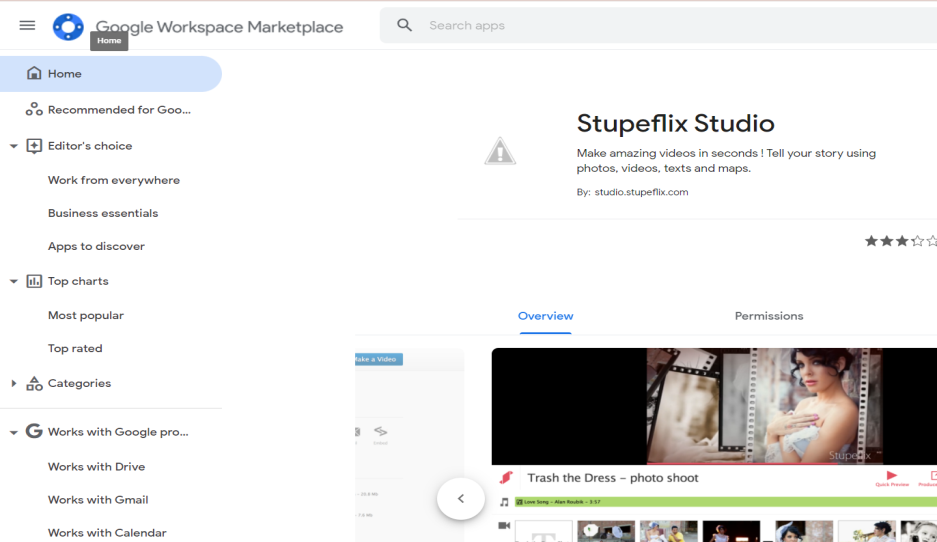 Google Workspace Marketplace
Search apps
Home
Home
Recommended for Goo...
Editor's choice
Work from everywhere
Business essentials
Apps to discover
Top charts
Most popular
Top rated
Categories
Works with Google pro...
Works with Drive
Works with Gmail
Works with Calendar
Stupeflix Studio
Make amazing videos in seconds ! Tell your story using
photos, videos, texts and maps.
By: studio.stupeflix.com
Overview
Permissions
Make a Video
Stupeflix
Trash the Dress – photo shoot
Quick Preview
Love Song – Alan Roulnik – 3:57